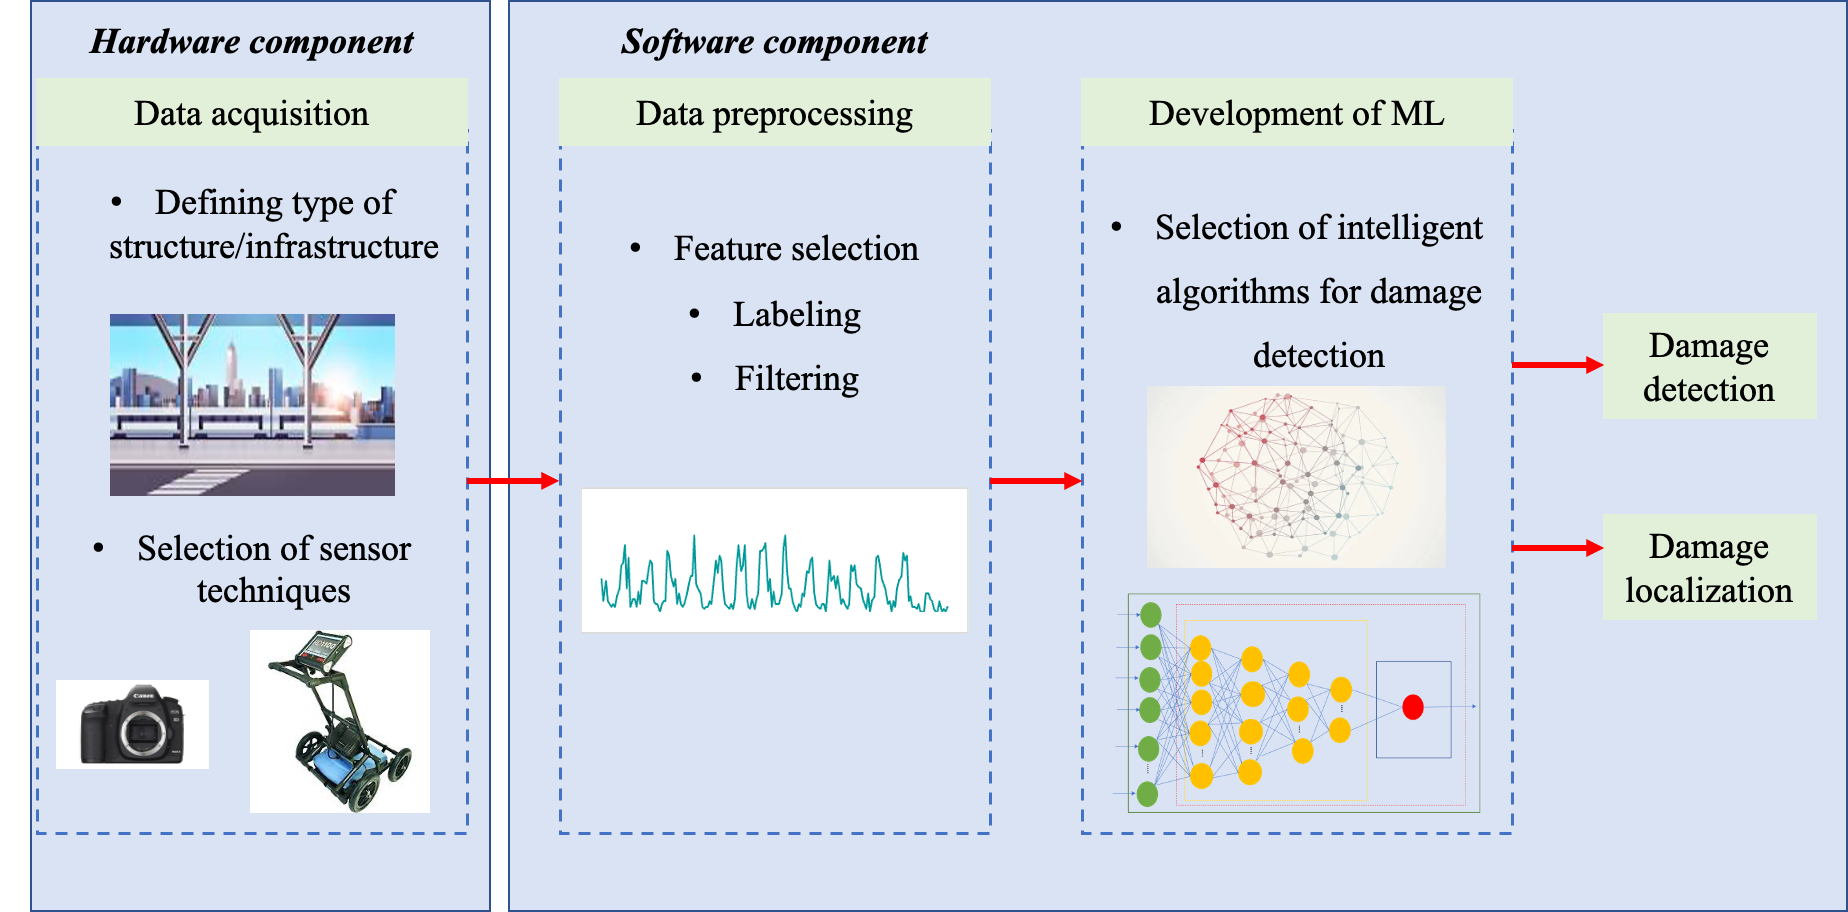 Hardware component
Data acquisition
• Defining type of
structure/infrastructure
• Selection of sensor
techniques
Canon
Software component
Data preprocessing
• Feature selection
• Labeling
• Filtering
Development of ML
• Selection of intelligent
algorithms for damage
detection
Damage
detection
Damage
localization